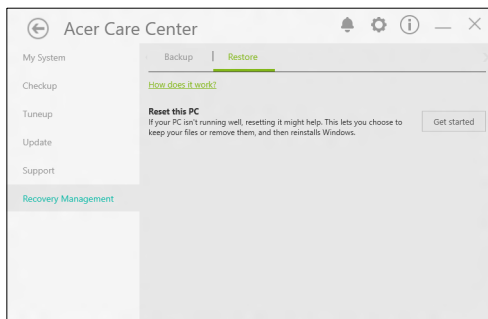 Acer Care Center
My System
Checkup
Tuneup
Update
Support
Recovery Management
Backup
Restore
How does it work?
Reset this PC
If your PC isn't running well, resetting it might help. This lets you choose to
keep your files or remove them, and then reinstalls Windows.
Get started